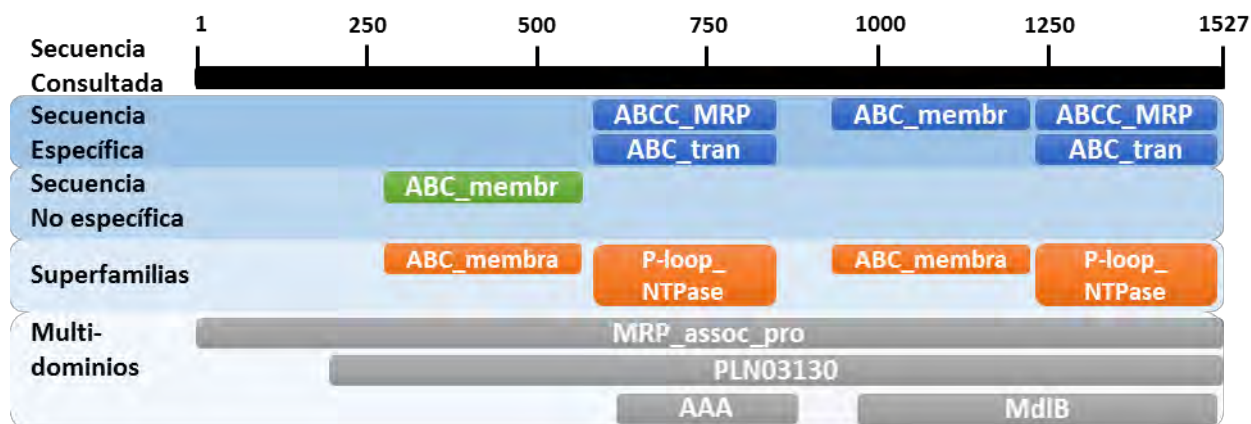 1 250 500 750 1000 1250 1527
Secuencia
Consultada
Secuencia ABCC_MRP ABC_membr ABCC_MRP
Específica ABC_tran ABC_tran
Secuencia ABC_membr
No específica
Superfamilias ABC_membra P-loop_ ABC_membra P-loop_
NTPase NTPase
Multi- MRP_assoc_pro
dominios PLN03130
AAA MdlB